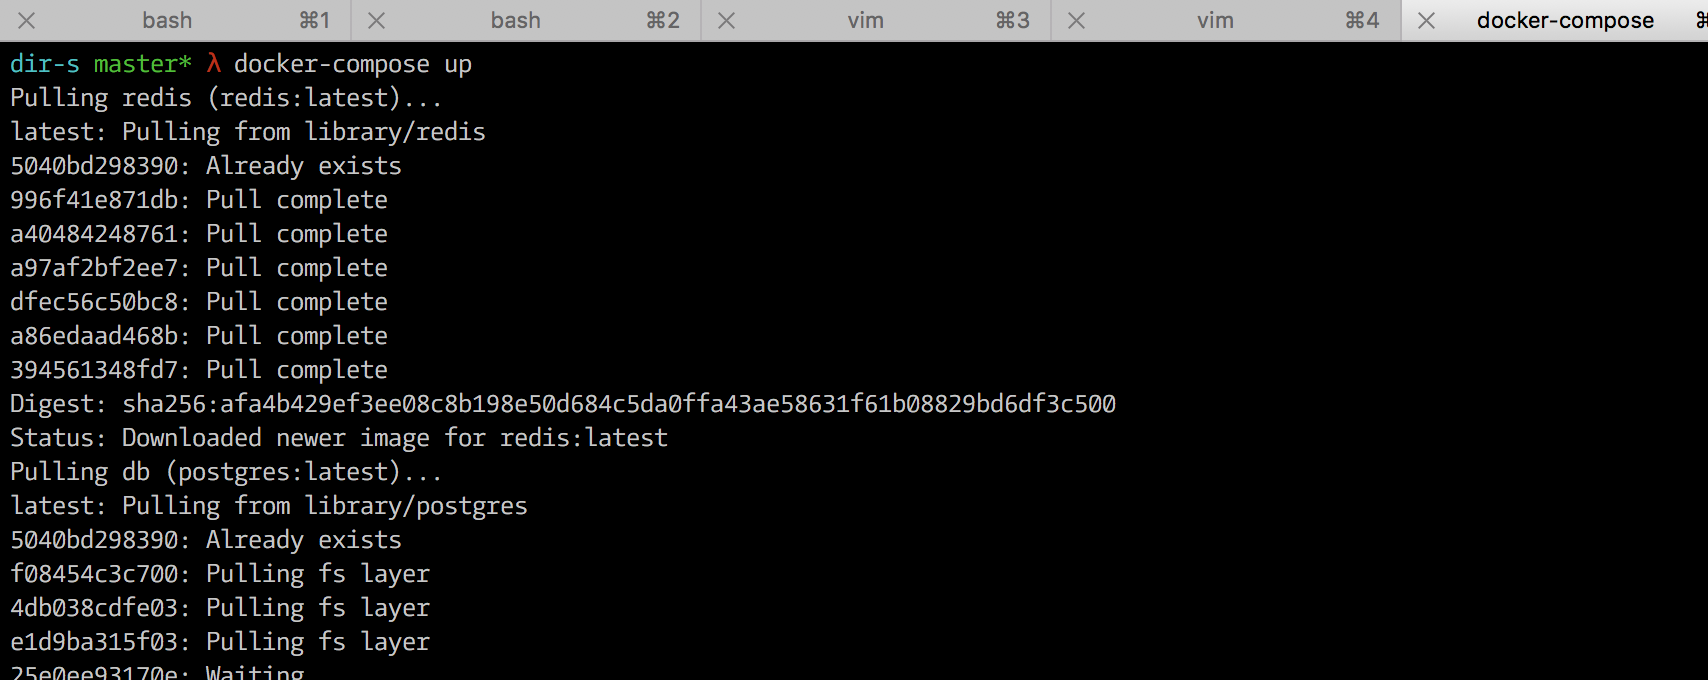 bash ⌘1 bash ⌘2 vim ⌘3 vim ⌘4 docker-compose
dir-s master* λ docker-compose up
Pulling redis (redis:latest)...
latest: Pulling from library/redis
5040bd298390: Already exists
996f41e871db: Pull complete
a40484248761: Pull complete
a97af2bf2ee7: Pull complete
dfec56c50bc8: Pull complete
a86edaad468b: Pull complete
394561348fd7: Pull complete
Digest: sha256:afa4b429ef3ee08c8b198e50d684c5da0ffa43ae58631f61b08829bd6df3c500
Status: Downloaded newer image for redis:latest
Pulling db (postgres:latest)...
latest: Pulling from library/postgres
5040bd298390: Already exists
f08454c3c700: Pulling fs layer
4db038cdfe03: Pulling fs layer
e1d9ba315f03: Pulling fs layer
25e0ee93170e: Waiting